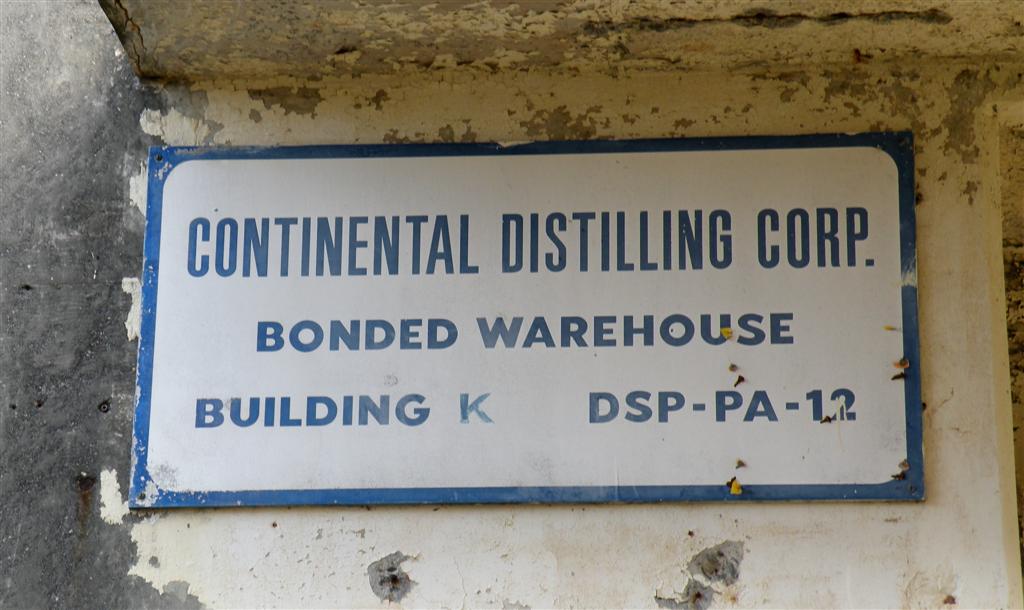 CONTINENTAL DISTILLING CORP.
BONDED WAREHOUSE
BUILDING K DSP-PA-12